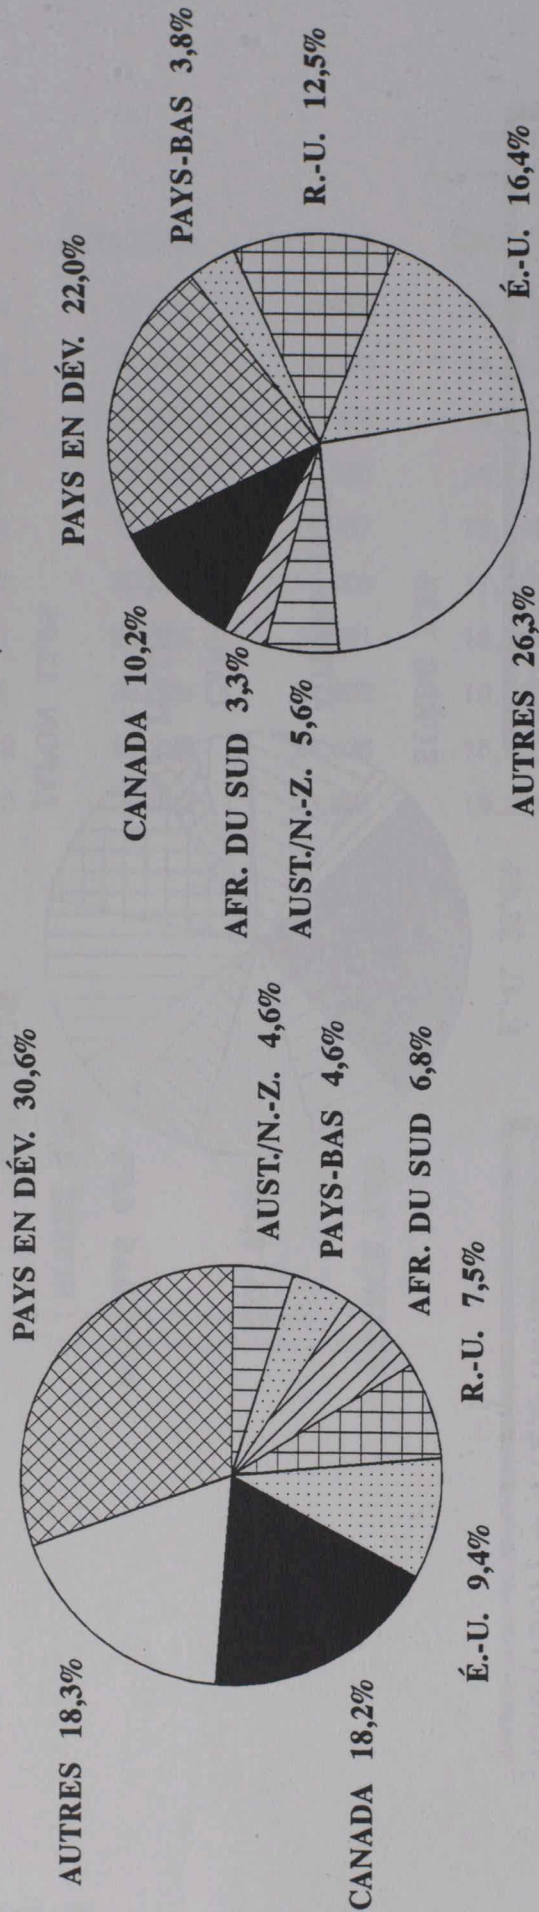 PAYS EN DÉV. 30,6%
AUST./N.-Z. 4,6%
PAYS-BAS 4,6%
AFR. DU SUD 6,8%
R.-U. 7,5%
É.-U. 9,4%
CANADA 18,2%
AUTRES 18,3%
PAYS EN DÉV. 22,0%
PAYS-BAS 3,8%
R.-U. 12,5%
É.-U. 16,4%
AUTRES 26,3%
AUST./N.-Z. 5,6%
AFR. DU SUD 3,3%
CANADA 10,2%